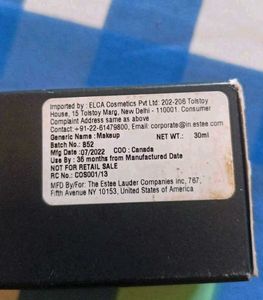 Imported by : ELCA Cosmetics Pvt Ltd: 202-206 Tolstoy
House, 15 Tolstoy Marg, New Delhi - 110001. Consumer
Complaint Address same as above
Contact:+91-22-61479800, Email: corporate@in.estee.com
Generic Name : Makeup NET WT.: 30ml
Batch No.: 852
Mfg Date: 07/2022 COO : Canada
Use By : 36 months from Manufactured Date
NOT FOR RETAIL SALE
RC No.: COS001/13
MFD By/For: The Estee Lauder Companies inc, 767,
Fifth Avenue NY 10153, United States of America